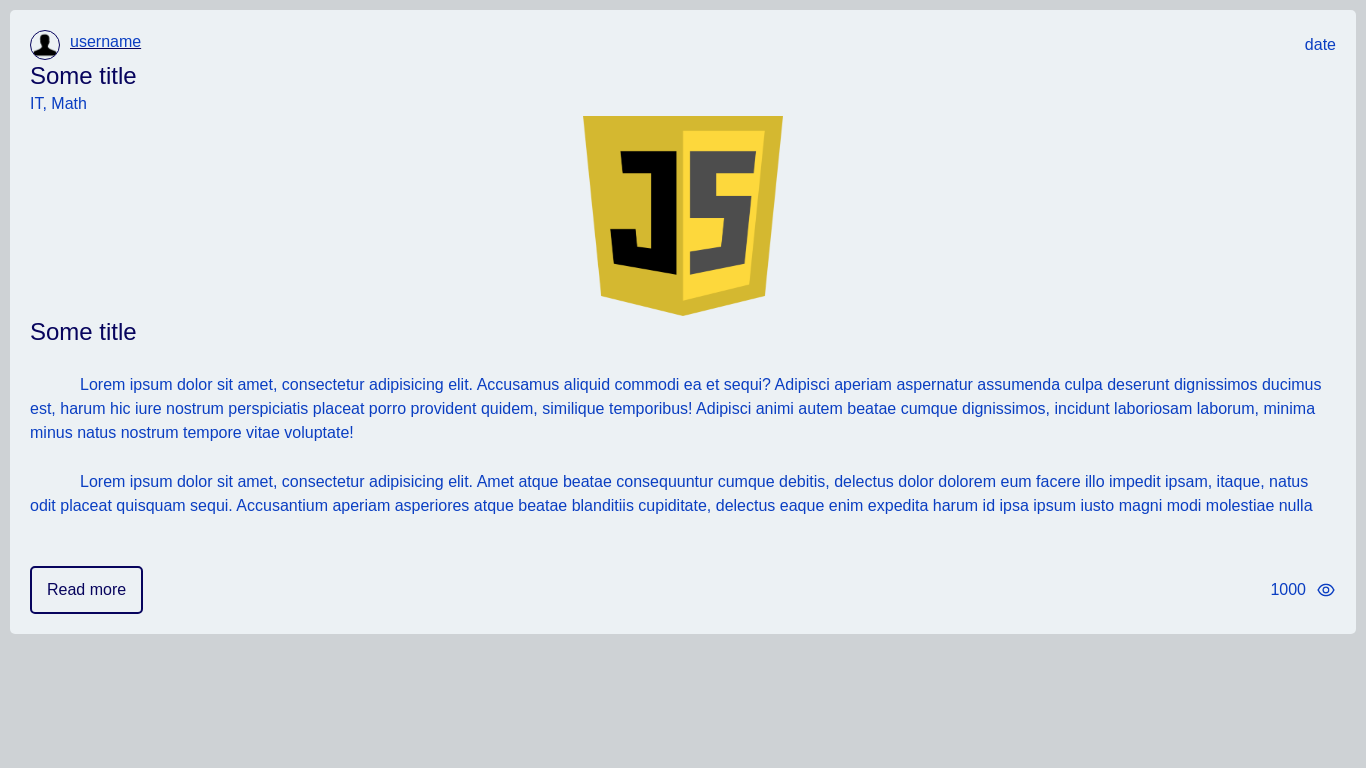 username
date
Some title
IT, Math
JS
Some title
Lorem ipsum dolor sit amet, consectetur adipisicing elit. Accusamus aliquid commodi ea et sequi? Adipisci aperiam aspernatur assumenda culpa deserunt dignissimos ducimus
est, harum hic iure nostrum perspiciatis placeat porro provident quidem, similique temporibus! Adipisci animi autem beatae cumque dignissimos, incidunt laboriosam laborum, minima
minus natus nostrum tempore vitae voluptate!
Lorem ipsum dolor sit amet, consectetur adipisicing elit. Amet atque beatae consequuntur cumque debitis, delectus dolor dolorem eum facere illo impedit ipsam, itaque, natus
odit placeat quisquam sequi. Accusantium aperiam asperiores atque beatae blanditiis cupiditate, delectus eaque enim expedita harum id ipsa ipsum iusto magni modi molestiae nulla
Read more
1000